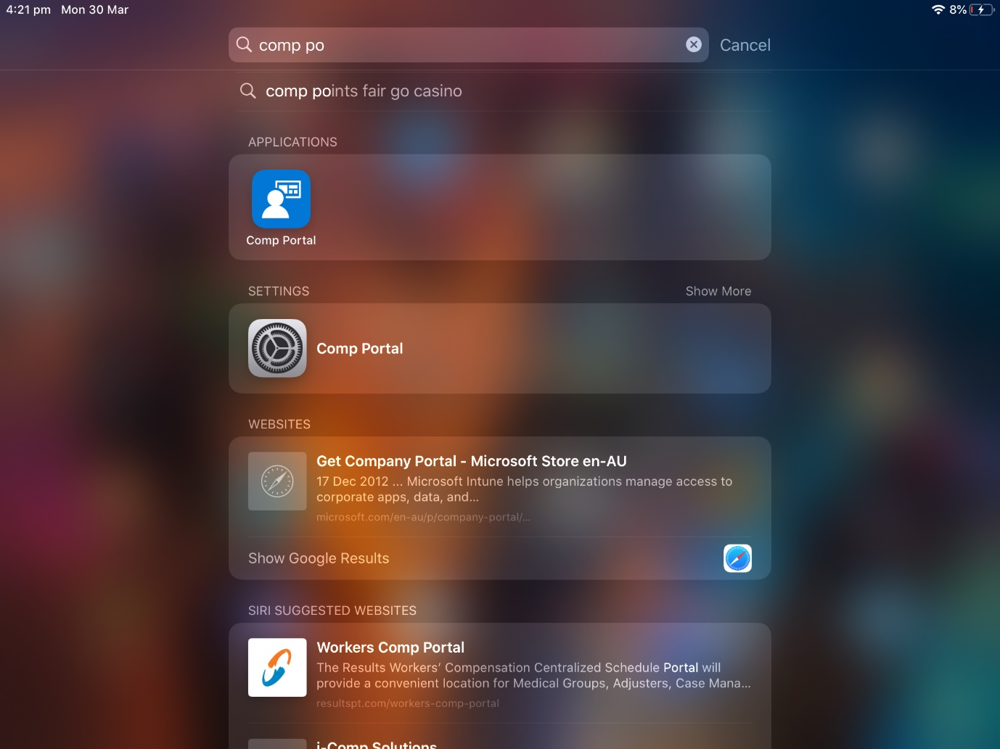 4:21 pm Mon 30 Mar
8%
comp po
Cancel
comp points fair go casino
APPLICATIONS
Comp Portal
SETTINGS
Show More
Comp Portal
WEBSITES
Get Company Portal - Microsoft Store en-AU
17 Dec 2012 ... Microsoft Intune helps organizations manage access to
corporate apps, data, and...
microsoft.com/en-au/p/company-portal/...
Show Google Results
SIRI SUGGESTED WEBSITES
Workers Comp Portal
The Results Workers' Compensation Centralized Schedule Portal will
provide a convenient location for Medical Groups, Adjusters, Case Mana...
resultspt.com/workers-comp-portal
i-Comp Solutions